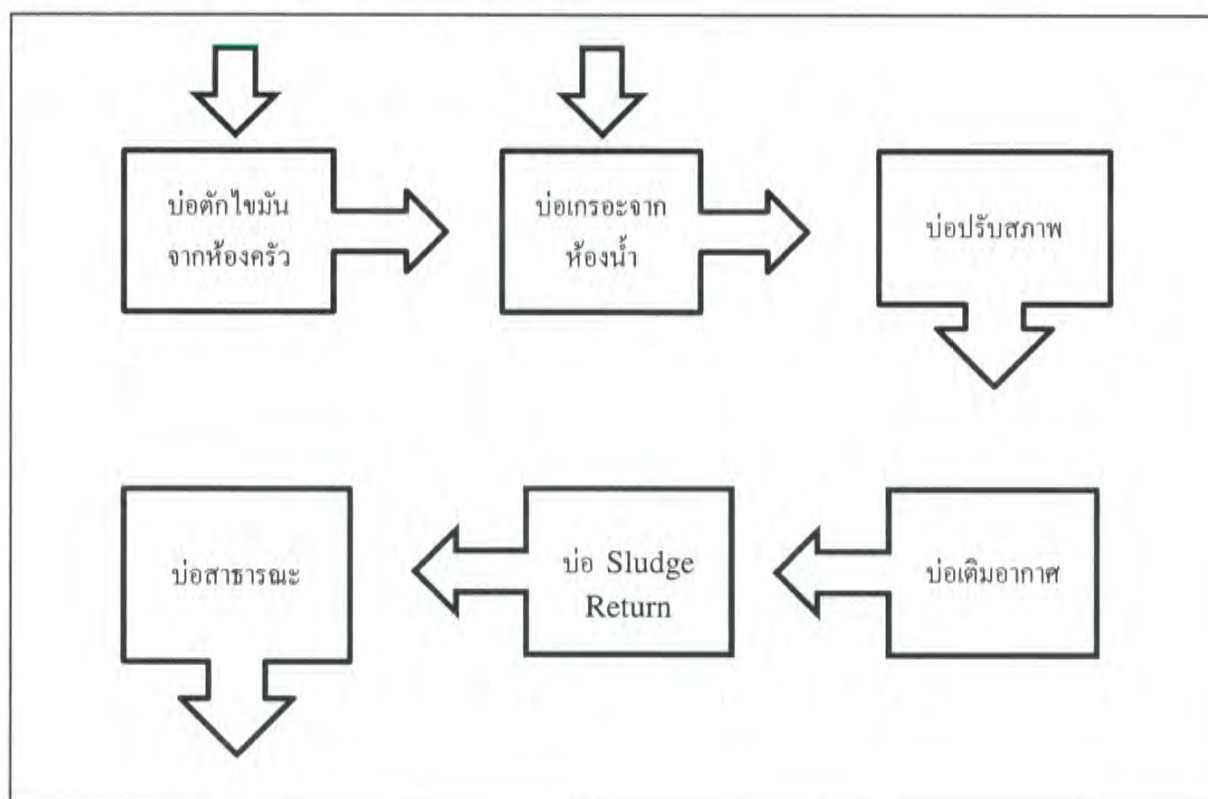 บ่อดักไขมัน
จากห้องครัว
บ่อเกรอะจาก
ห้องน้ำ
บ่อปรับสภาพ
บ่อสาธารณะ
บ่อ Sludge
Return
บ่อเติมอากาศ